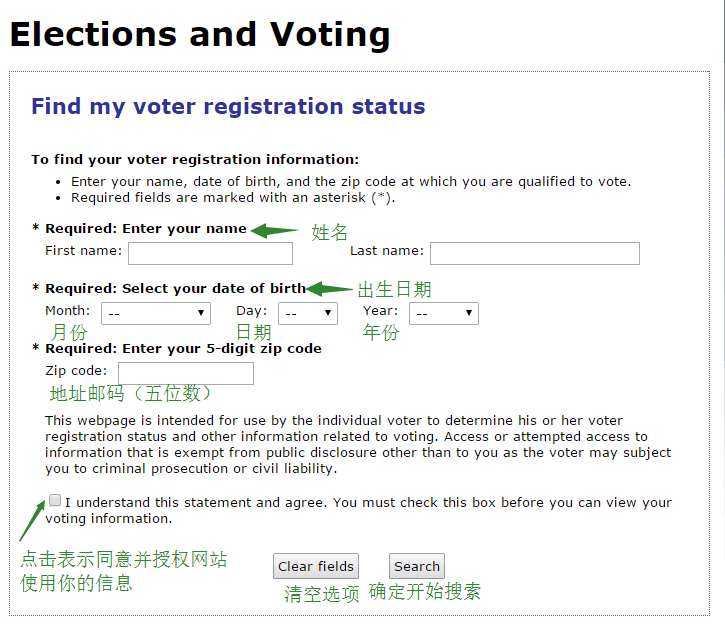 Elections and Voting
Find my voter registration status
To find your voter registration information:
• Enter your name, date of birth, and the zip code at which you are qualified to vote.
• Required fields are marked with an asterisk (*).
* Required: Enter your name 姓名
First name: Last name:
* Required: Select your date of birth 出生日期
Month: -- Day: -- Year: --
月份 日期 年份
* Required: Enter your 5-digit zip code
Zip code:
地址邮码（五位数）
This webpage is intended for use by the individual voter to determine his or her voter
registration status and other information related to voting. Access or attempted access to
information that is exempt from public disclosure other than to you as the voter may subject
you to criminal prosecution or civil liability.
I understand this statement and agree. You must check this box before you can view your
voting information.
点击表示同意并授权网站
使用你的信息
Clear fields Search
清空选项 确定开始搜索